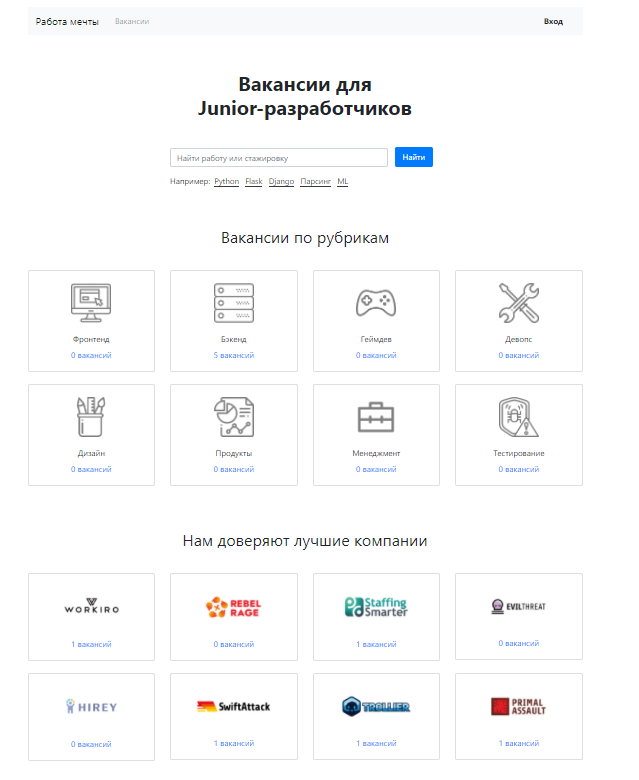 Работа мечты Вакансии Вход
Вакансии для
Junior-разработчиков
Найти работу или стажировку Найти
Например: Python Flask Django Парсинг ML
Вакансии по рубрикам
Фронтенд Бэкенд Геймдев Девопс
0 вакансий 5 вакансий 0 вакансий 0 вакансий
Дизайн Продукты Менеджмент Тестирование
0 вакансий 0 вакансий 0 вакансий 0 вакансий
Нам доверяют лучшие компании
WORKIRO
REBEL
RAGE
Staffing
Smarter
EVILTHREAT
1 вакансий 0 вакансий 1 вакансий 0 вакансий
HIREY
SwiftAttack
TROLLIER
PRIMAL
ASSAULT
0 вакансий 1 вакансий 1 вакансий 1 вакансий